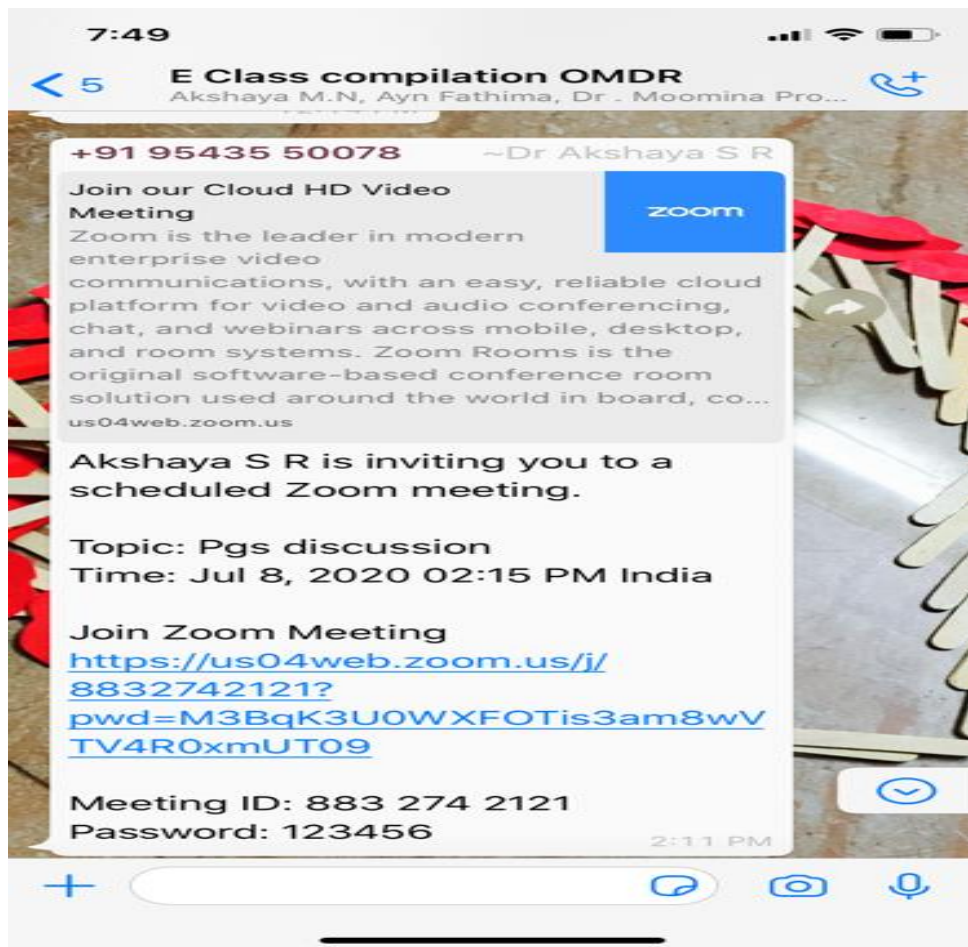 7:49
5 E Class compilation OMDR
Akshaya M.N, Ayn Fathima, Dr . Moomina Pro...
+91 95435 50078 ~Dr Akshaya S R
Join our Cloud HD Video
Meeting
zoom
Zoom is the leader in modern
enterprise video
communications, with an easy, reliable cloud
platform for video and audio conferencing,
chat, and webinars across mobile, desktop,
and room systems. Zoom Rooms is the
original software-based conference room
solution used around the world in board, co...
us04web.zoom.us
Akshaya S R is inviting you to a
scheduled Zoom meeting.
Topic: Pgs discussion
Time: Jul 8, 2020 02:15 PM India
Join Zoom Meeting
https://us04web.zoom.us/j/
8832742121?
pwd=M3BqK3U0WXFOTis3am8wV
TV4R0xmUT09
Meeting ID: 883 274 2121
Password: 123456
2:11 PM